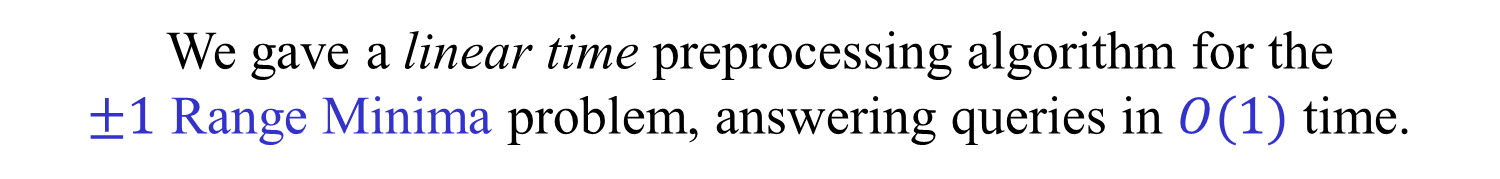 We gave a linear time preprocessing algorithm for the
±1 Range Minima problem, answering queries in O(1) time.